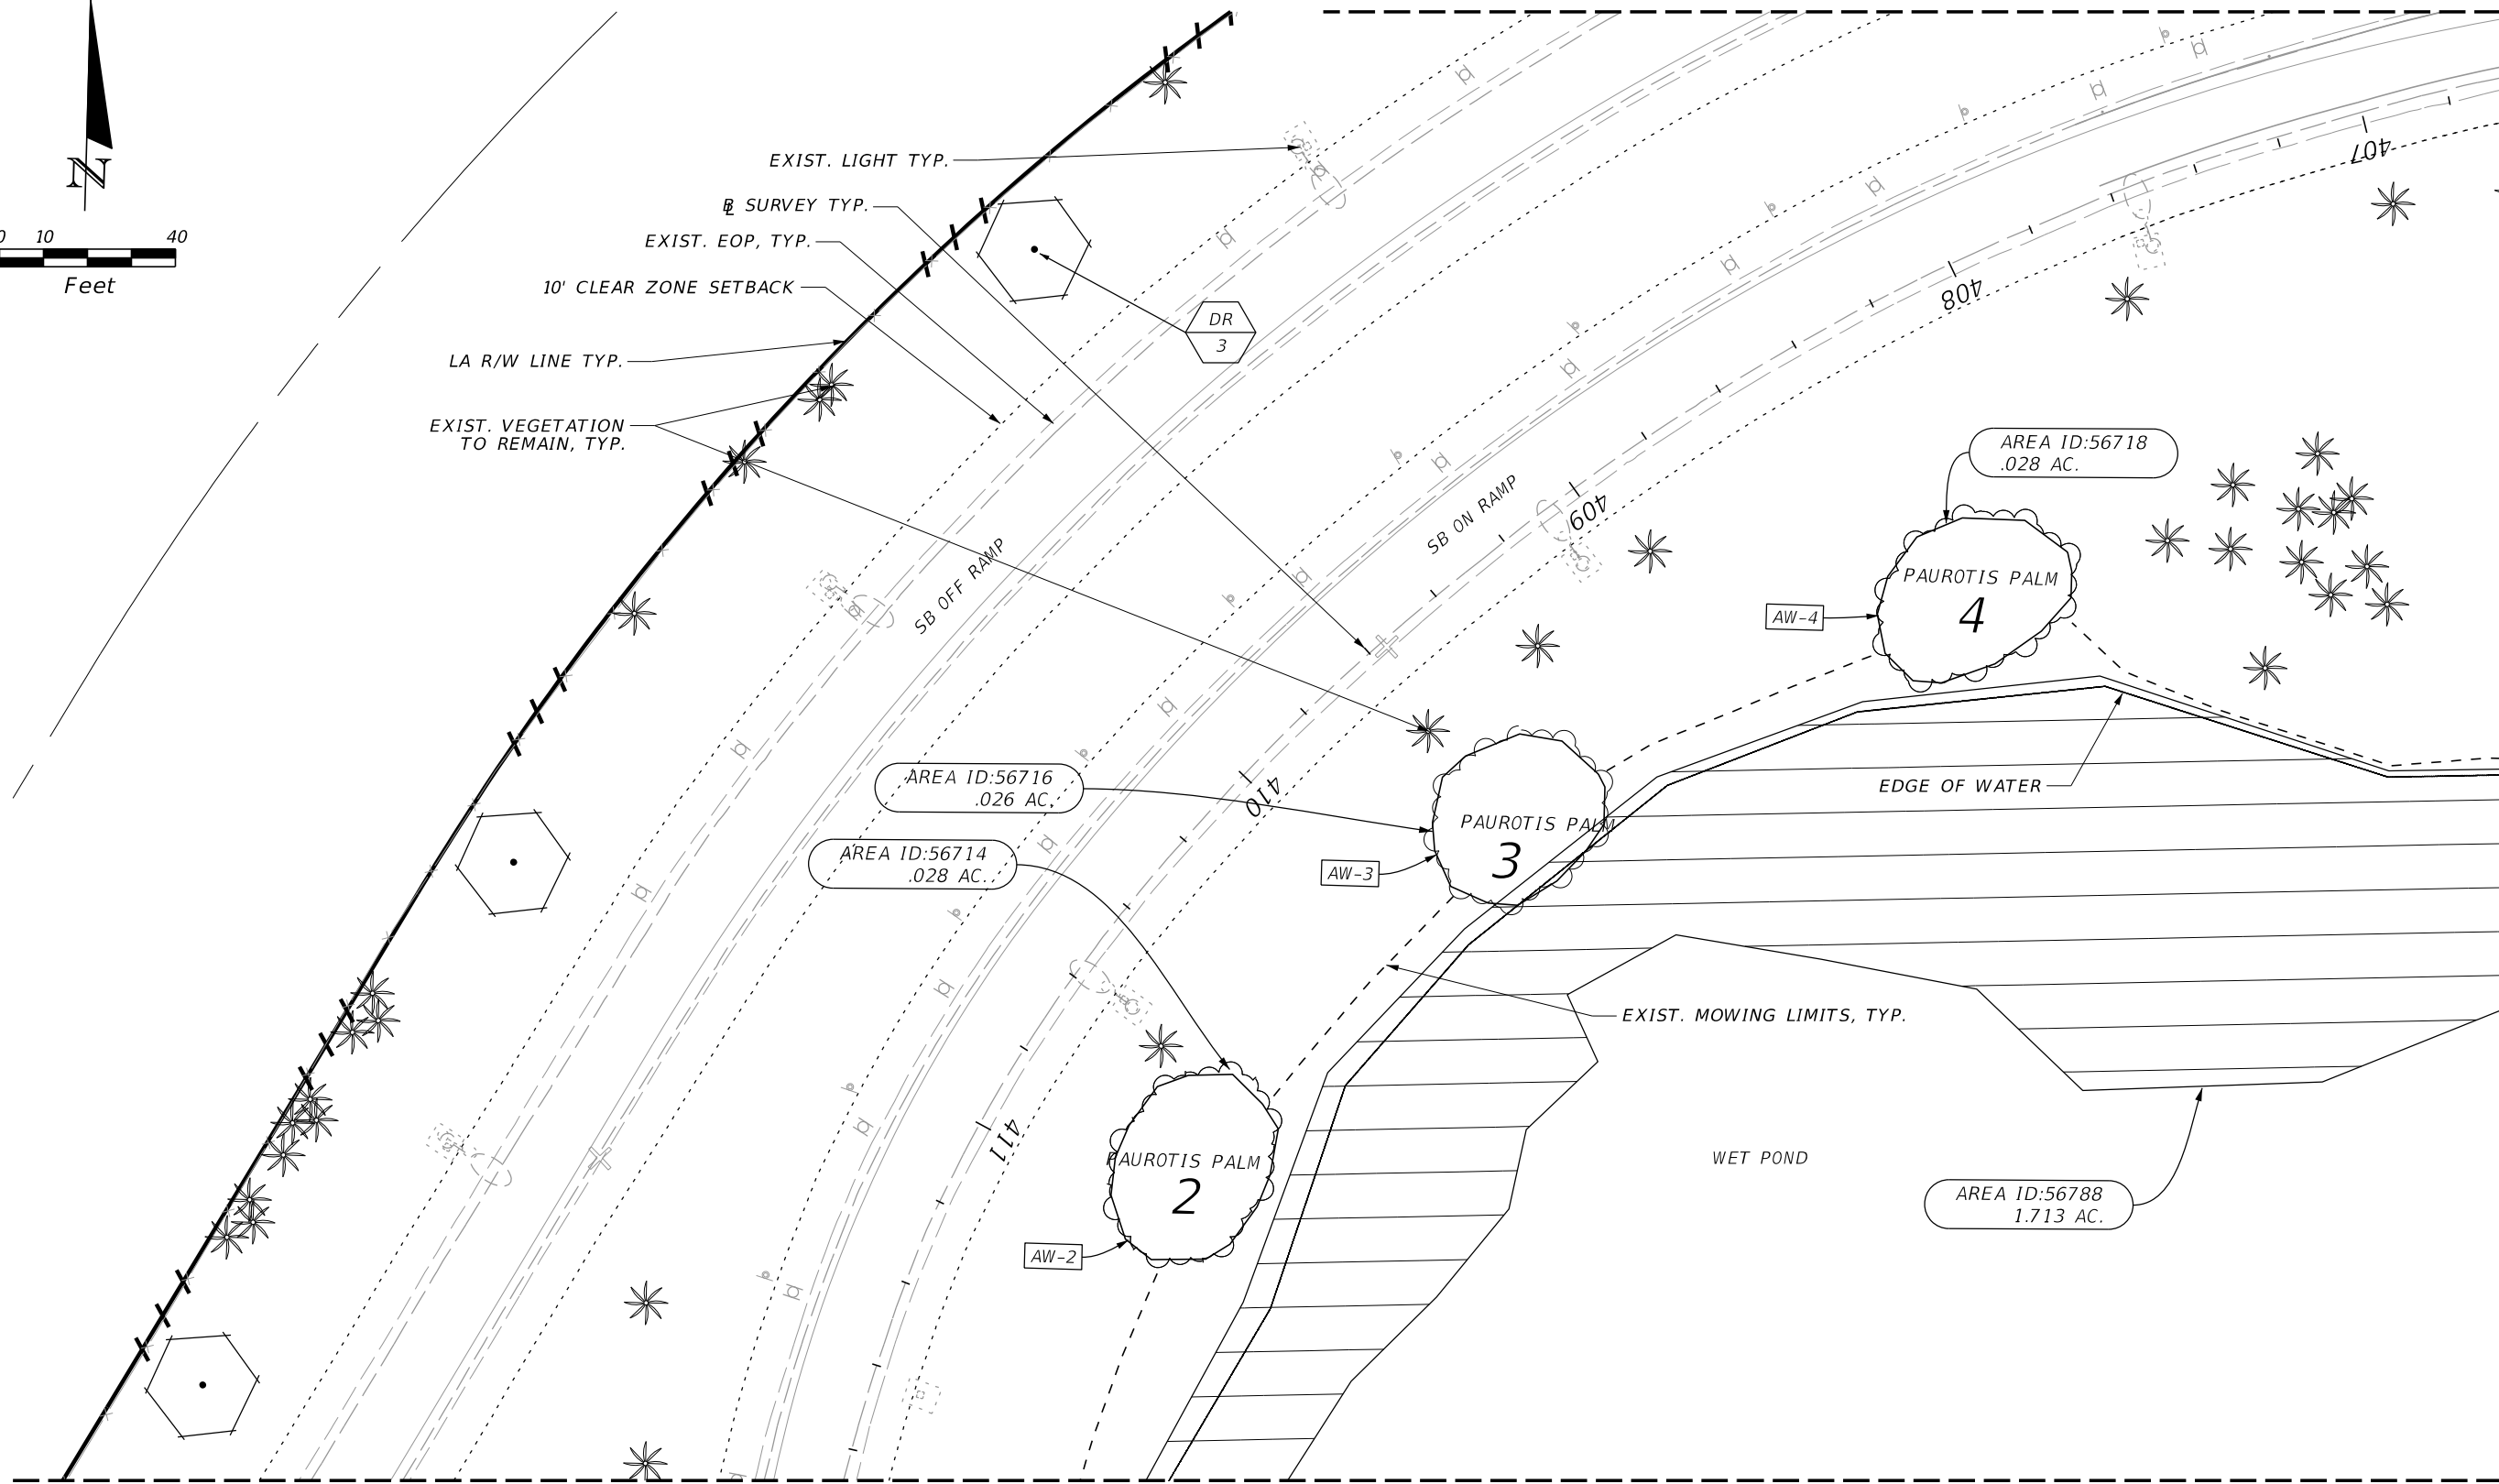 N
0 10 40
Feet
EXIST. LIGHT TYP.
BL SURVEY TYP.
EXIST. EOP, TYP.
10' CLEAR ZONE SETBACK
LA R/W LINE TYP.
EXIST. VEGETATION
TO REMAIN, TYP.
DR
3
407
408
409
410
411
SB OFF RAMP
SB ON RAMP
AREA ID:56718
.028 AC.
PAUROTIS PALM
4
AW-4
AREA ID:56716
.026 AC.
PAUROTIS PALM
3
AW-3
AREA ID:56714
.028 AC.
PAUROTIS PALM
2
AW-2
EDGE OF WATER
EXIST. MOWING LIMITS, TYP.
WET POND
AREA ID:56788
1.713 AC.